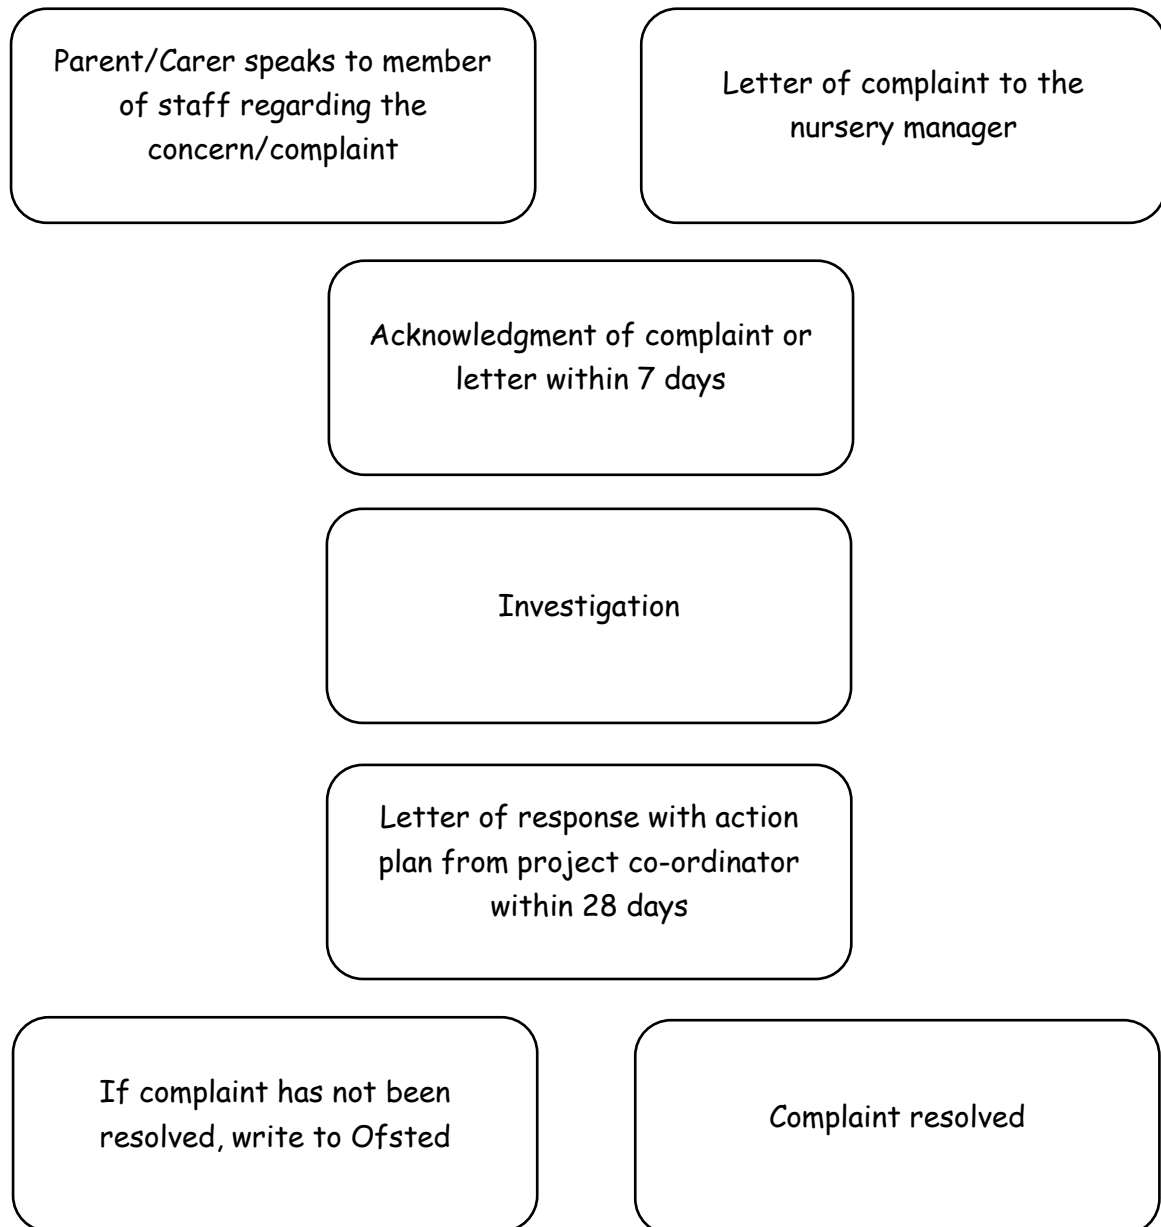 Parent/Carer speaks to member
of staff regarding the
concern/complaint
Letter of complaint to the
nursery manager
Acknowledgment of complaint or
letter within 7 days
Investigation
Letter of response with action
plan from project co-ordinator
within 28 days
If complaint has not been
resolved, write to Ofsted
Complaint resolved